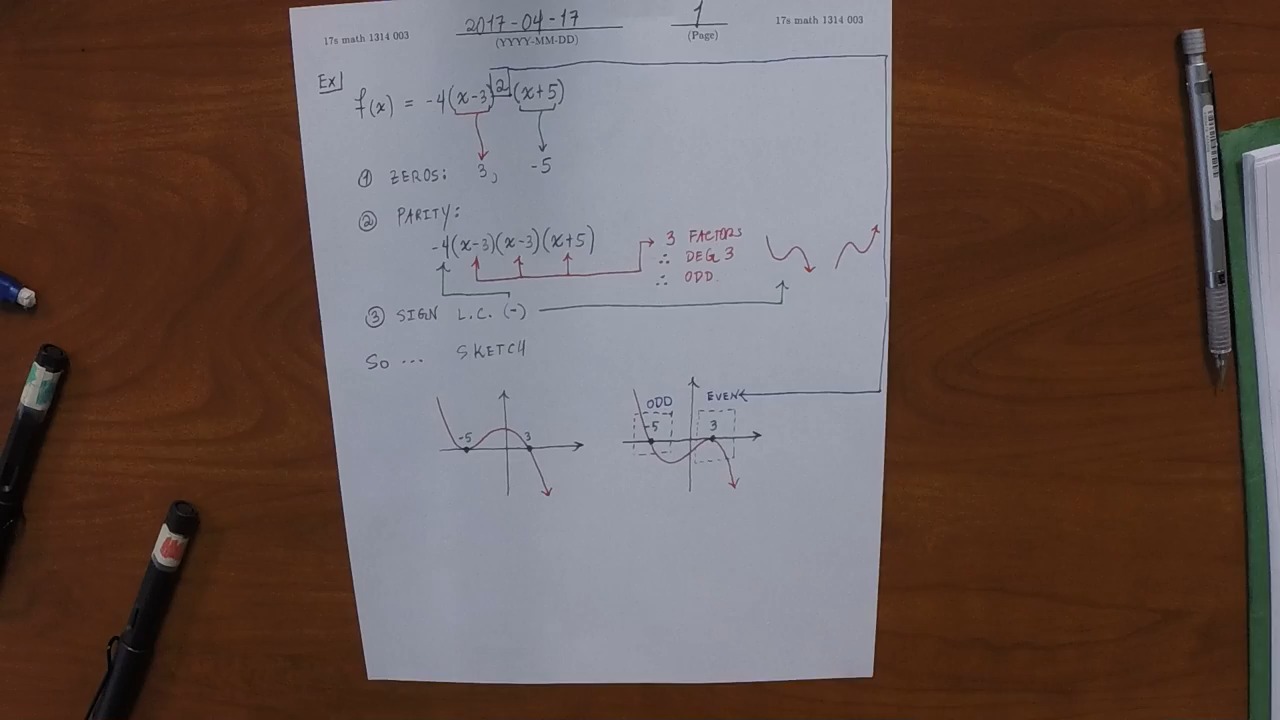 17s math 1314 003
2017-04-17
(YYYY-MM-DD)
1
(Page)
17s math 1314 003
EX
f(x) = -4(x-3)²(x+5)
① ZEROS: 3, -5
② PARITY:
-4(x-3)(x-3)(x+5)
3 FACTORS
∴ DEG 3
∴ ODD
③ SIGN L.C. (-)
So ... SKETCH
-5 3
ODD EVEN
-5 3